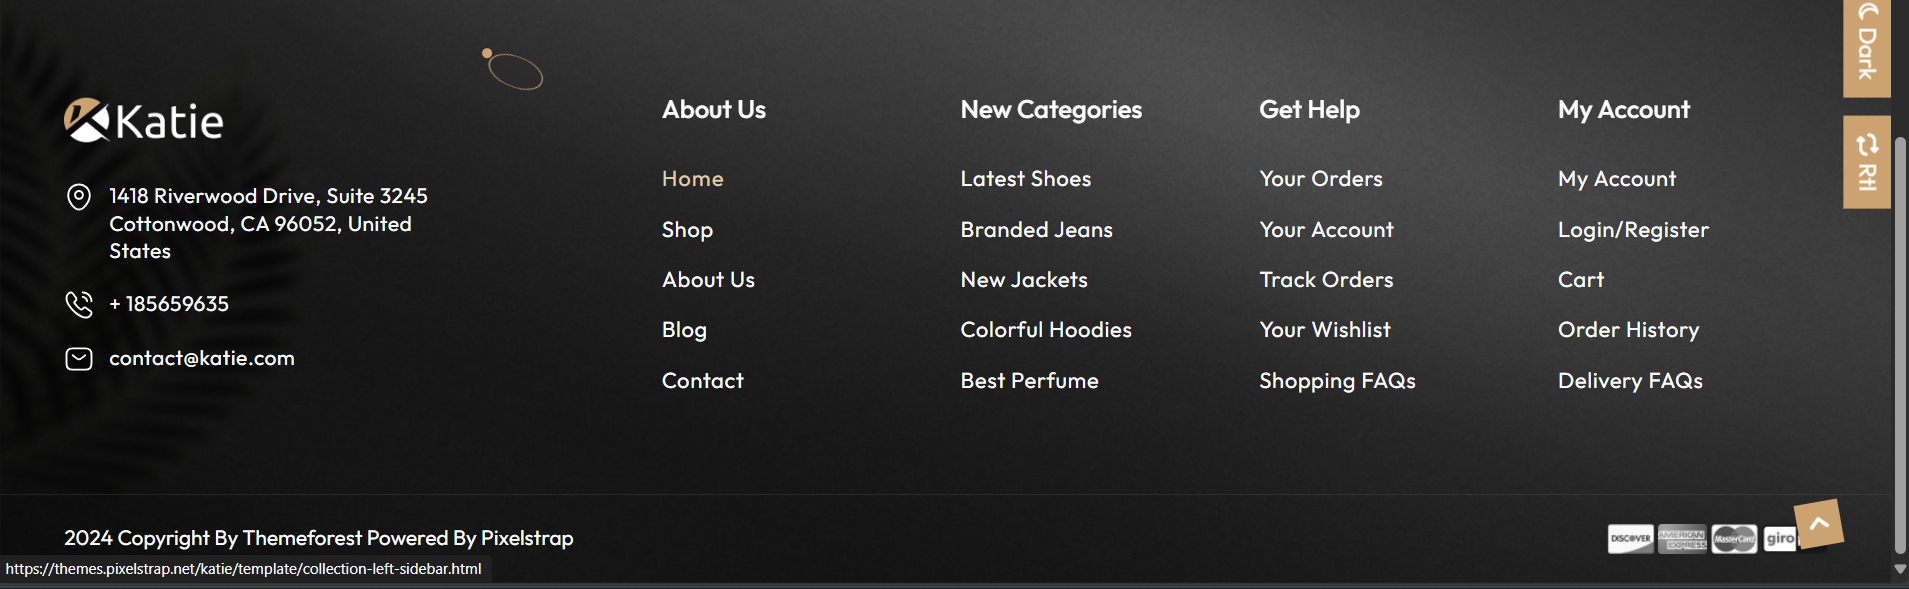 Katie
1418 Riverwood Drive, Suite 3245
Cottonwood, CA 96052, United
States
+ 185659635
contact@katie.com
About Us
Home
Shop
About Us
Blog
Contact
New Categories
Latest Shoes
Branded Jeans
New Jackets
Colorful Hoodies
Best Perfume
Get Help
Your Orders
Your Account
Track Orders
Your Wishlist
Shopping FAQs
My Account
My Account
Login/Register
Cart
Order History
Delivery FAQs
Dark
Rtl
2024 Copyright By Themeforest Powered By Pixelstrap
DISCOVER
AMERICAN
EXPRESS
MasterCard
giro
https://themes.pixelstrap.net/katie/template/collection-left-sidebar.html